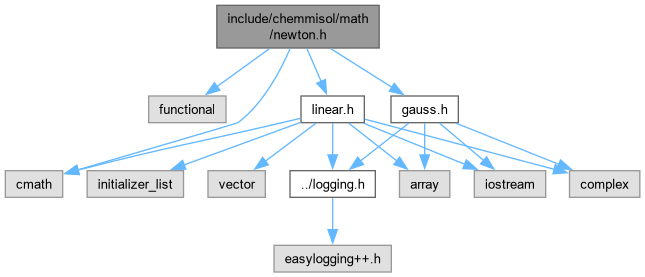 include/chemmisol/math
/newton.h
functional
linear.h
gauss.h
cmath
initializer_list
vector
../logging.h
array
iostream
complex
easylogging++.h